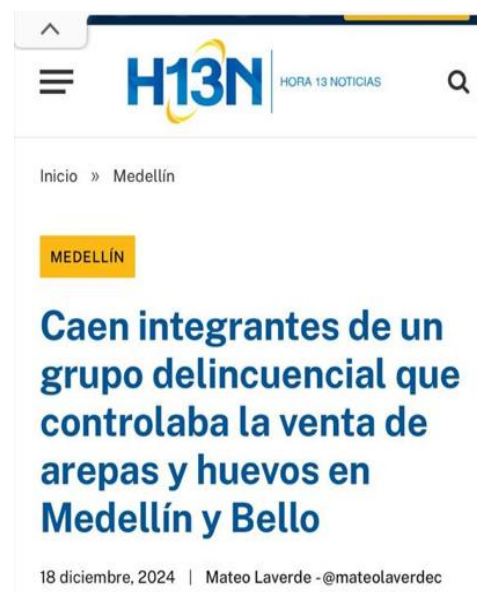 H13N HORA 13 NOTICIAS
Inicio » Medellín
MEDELLÍN
Caen integrantes de un
grupo delincuencial que
controlaba la venta de
arepas y huevos en
Medellín y Bello
18 diciembre, 2024 | Mateo Laverde - @mateolaverdec